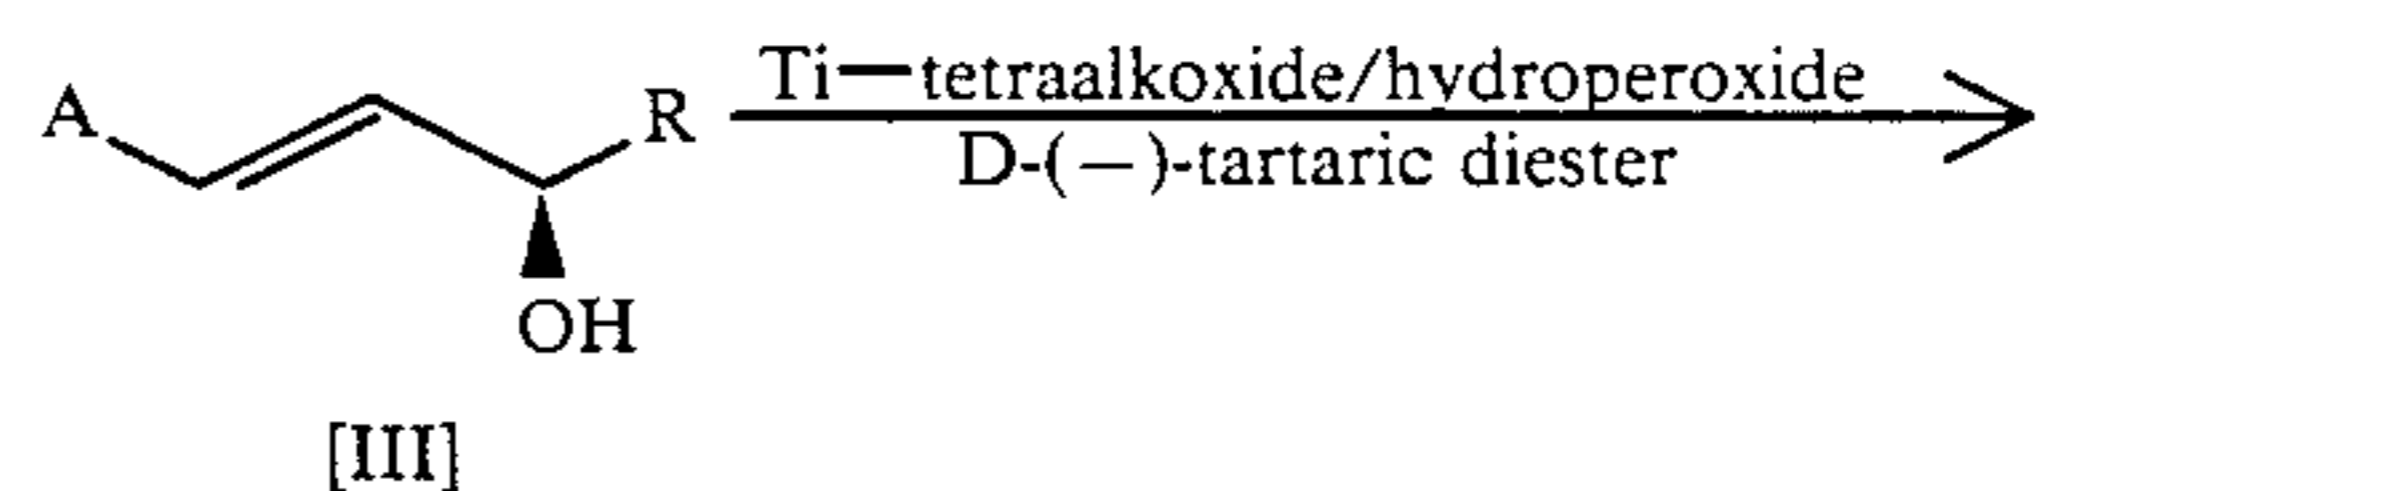 A
R
Ti—tetraalkoxide/hydroperoxide
D-(—)-tartaric diester
OH
[III]